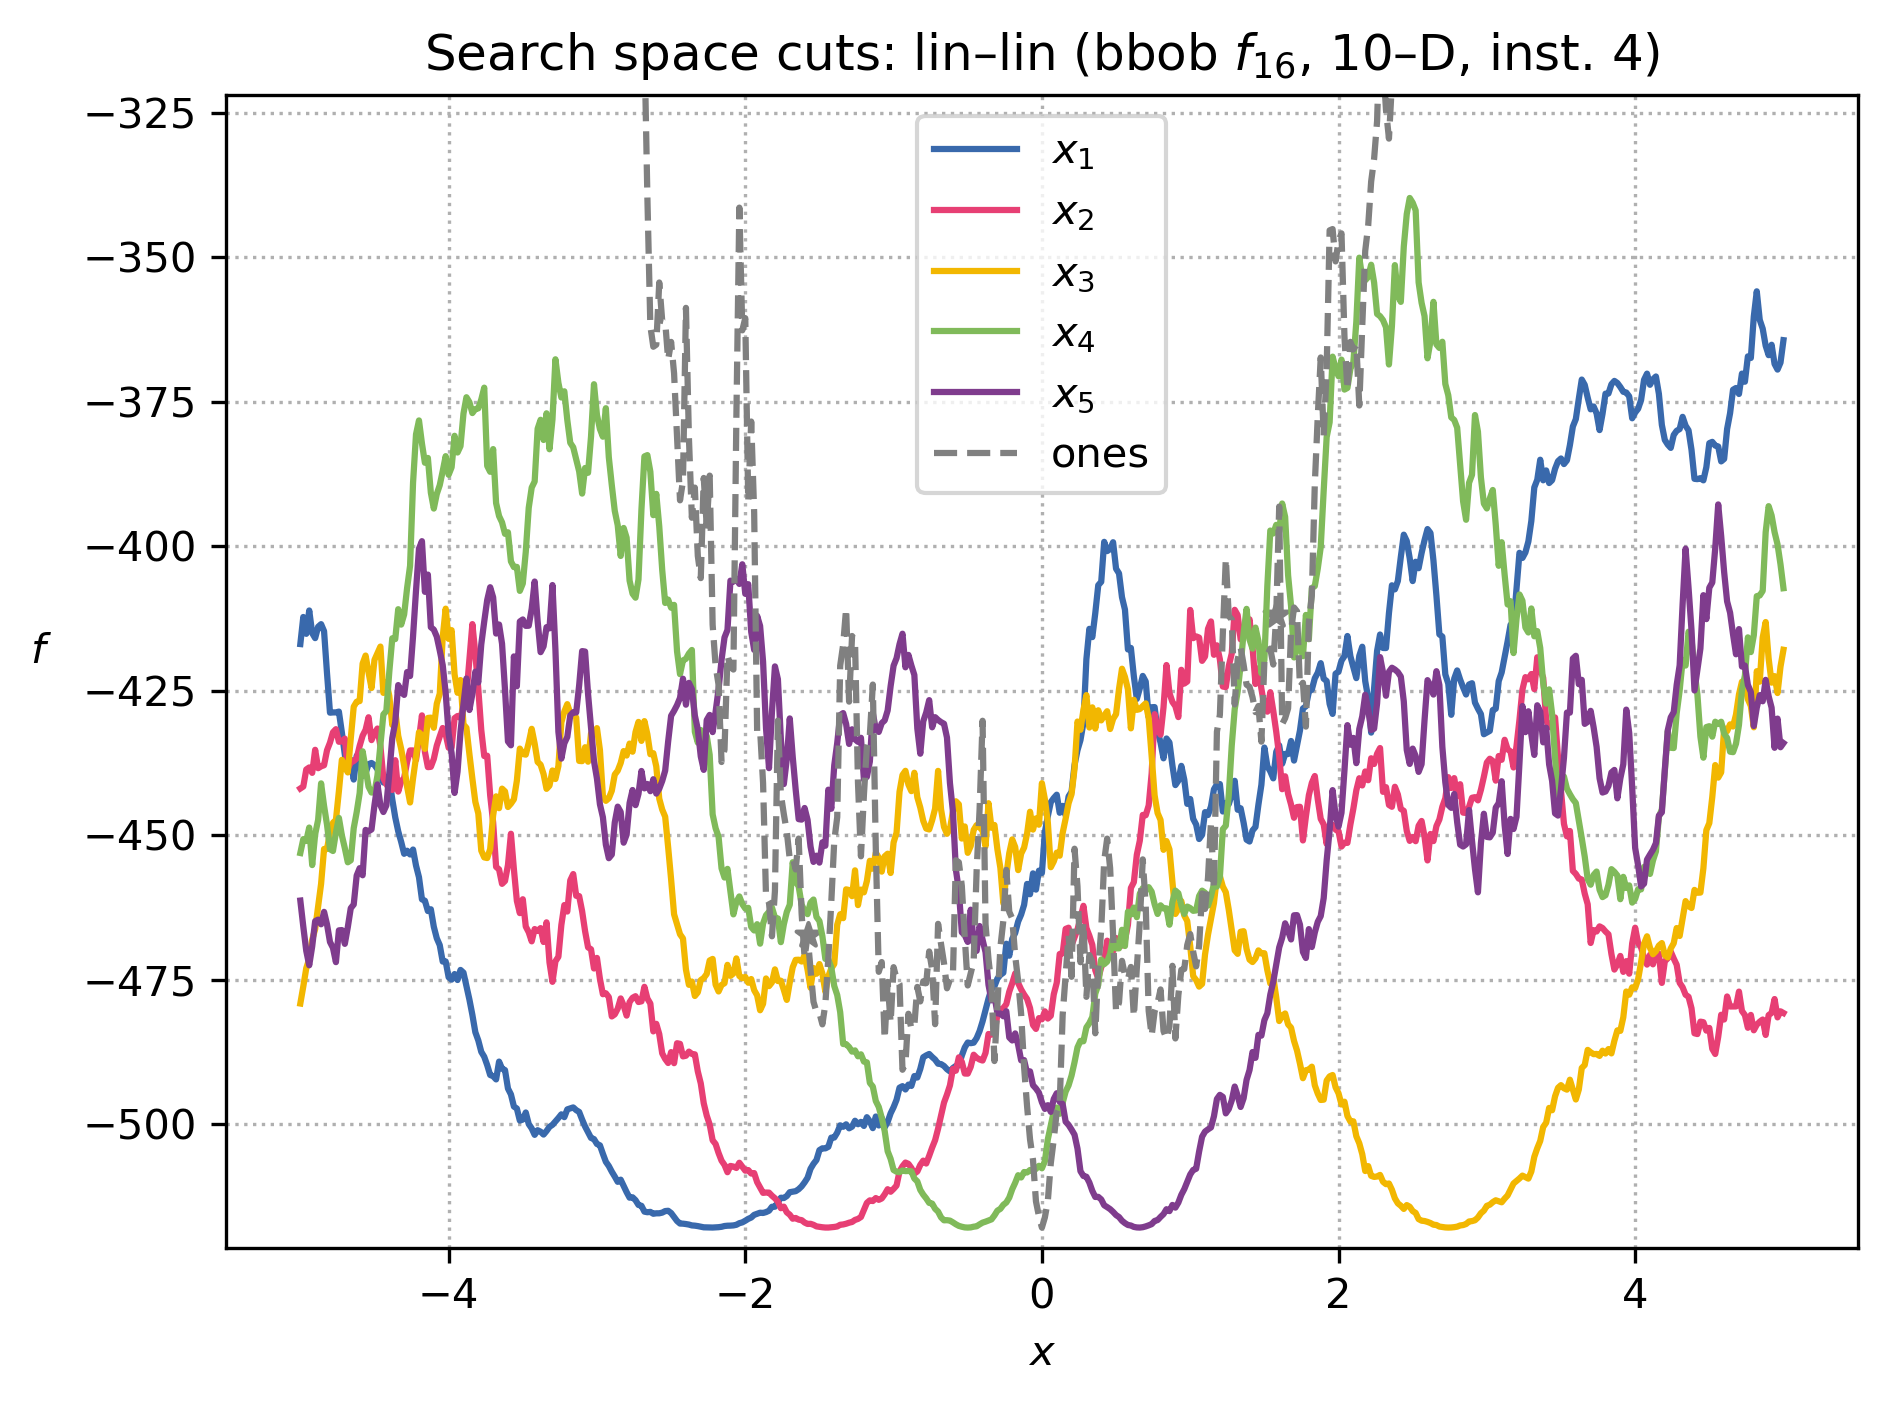 Search space cuts: lin–lin (bbob f₁₆, 10–D, inst. 4)
−325
−350
−375
−400
−425
−450
−475
−500
f
x₁
x₂
x₃
x₄
x₅
ones
−4
−2
0
2
4
x